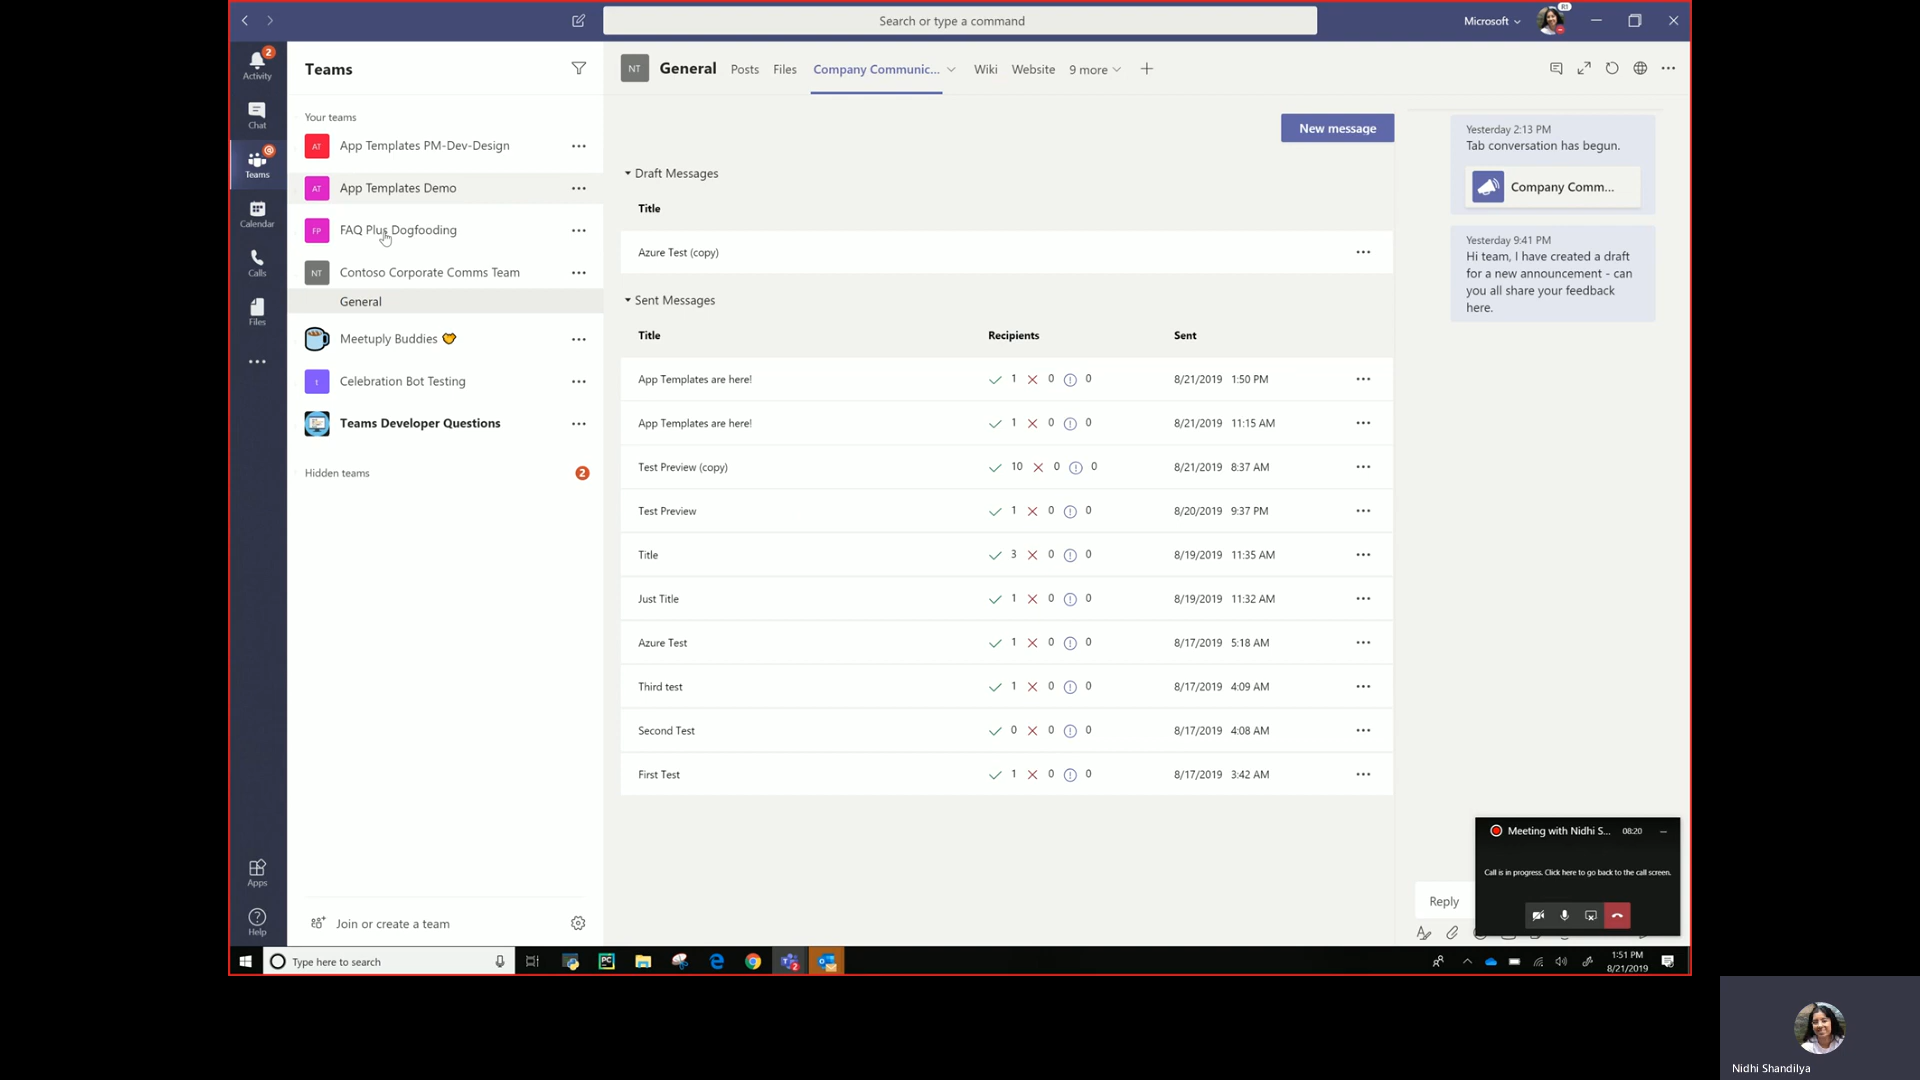 Search or type a command
Microsoft
R1
2
Activity
Chat
Teams
Calendar
Calls
Files
Apps
Help
Teams
Your teams
AT App Templates PM-Dev-Design
AT App Templates Demo
FP FAQ Plus Dogfooding
NT Contoso Corporate Comms Team
General
Meetuply Buddies
t Celebration Bot Testing
Teams Developer Questions
Hidden teams 2
Join or create a team
NT General Posts Files Company Communic... Wiki Website 9 more
New message
Draft Messages
Title
Azure Test (copy)
Sent Messages
Title Recipients Sent
App Templates are here! 1 0 0 8/21/2019 1:50 PM
App Templates are here! 1 0 0 8/21/2019 11:15 AM
Test Preview (copy) 10 0 0 8/21/2019 8:37 AM
Test Preview 1 0 0 8/20/2019 9:37 PM
Title 3 0 0 8/19/2019 11:35 AM
Just Title 1 0 0 8/19/2019 11:32 AM
Azure Test 1 0 0 8/17/2019 5:18 AM
Third test 1 0 0 8/17/2019 4:09 AM
Second Test 0 0 0 8/17/2019 4:08 AM
First Test 1 0 0 8/17/2019 3:42 AM
Yesterday 2:13 PM
Tab conversation has begun.
Company Comm...
Yesterday 9:41 PM
Hi team, I have created a draft
for a new announcement - can
you all share your feedback
here.
Meeting with Nidhi S... 08:20
Call is in progress. Click here to go back to the call screen.
Reply
Type here to search
PC
1:51 PM
8/21/2019
Nidhi Shandilya